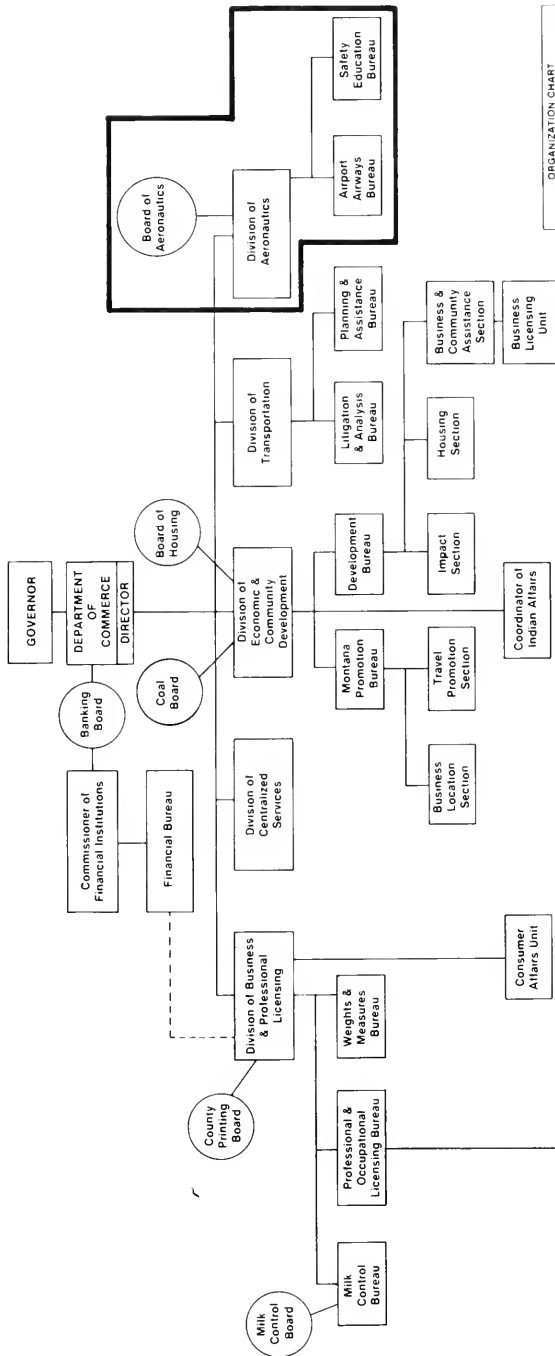 GOVERNOR
DEPARTMENT
OF
COMMERCE
DIRECTOR
Banking
Board
Commissioner of
Financial Institutions
Financial Bureau
Coal
Board
Board of
Housing
Board of
Aeronautics
County
Printing
Board
Division of Business
& Professional
Licensing
Division of
Centralized
Services
Division of
Economic &
Community
Development
Division of
Transportation
Division of
Aeronautics
Milk
Control
Board
Milk
Control
Bureau
Professional &
Occupational
Licensing Bureau
Weights &
Measures
Bureau
Montana
Promotion
Bureau
Development
Bureau
Litigation
& Analysis
Bureau
Planning &
Assistance
Bureau
Airport
Airways
Bureau
Safety
Education
Bureau
Business
Location
Section
Travel
Promotion
Section
Impact
Section
Housing
Section
Business &
Community
Assistance
Section
Business
Licensing
Unit
Consumer
Affairs Unit
Coordinator of
Indian Affairs
ORGANIZATION CHART